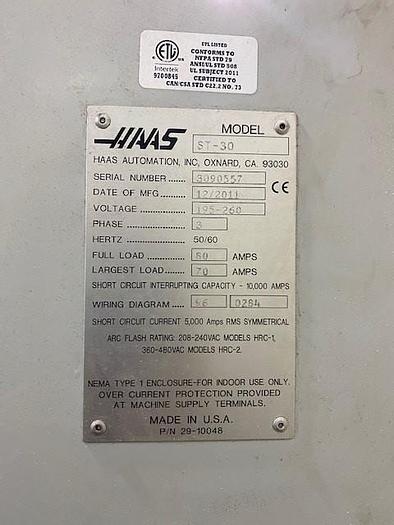 ETL LISTED
CONFORMS TO
NFPA STD 79
ANSI/UL STD 508
UL SUBJECT 2011
CERTIFIED TO
CAN/CSA STD C22.2 NO. 73
ETL
Intertek
9700845
HAAS
MODEL
ST-30
HAAS AUTOMATION, INC, OXNARD, CA. 93030
SERIAL NUMBER ........ 3090557
DATE OF MFG ........ 12/2011 CE
VOLTAGE ........ 195-260
PHASE ........ 3
HERTZ ........ 50/60
FULL LOAD ........ 80 AMPS
LARGEST LOAD ........ 70 AMPS
SHORT CIRCUIT INTERRUPTING CAPACITY - 10,000 AMPS
WIRING DIAGRAM ........ 0284
SHORT CIRCUIT CURRENT 5,000 Amps RMS SYMMETRICAL
ARC FLASH RATING: 208-240VAC MODELS HRC-1,
360-480VAC MODELS HRC-2.
NEMA TYPE 1 ENCLOSURE-FOR INDOOR USE ONLY.
OVER CURRENT PROTECTION PROVIDED
AT MACHINE SUPPLY TERMINALS.
MADE IN U.S.A.
P/N 29-10048